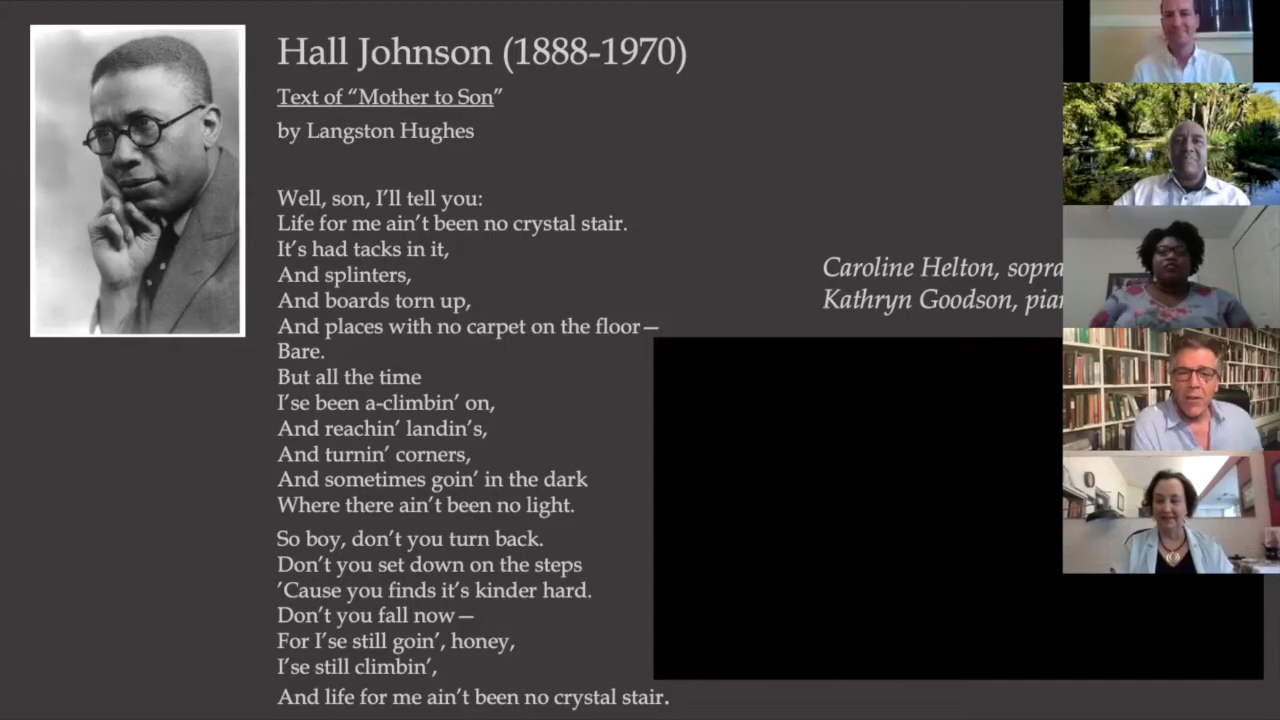 Hall Johnson (1888-1970)
Text of “Mother to Son”
by Langston Hughes
Well, son, I’ll tell you:
Life for me ain’t been no crystal stair.
It’s had tacks in it,
And splinters,
And boards torn up,
And places with no carpet on the floor—
Bare.
But all the time
I’se been a-climbin’ on,
And reachin’ landin’s,
And turnin’ corners,
And sometimes goin’ in the dark
Where there ain’t been no light.
So boy, don’t you turn back.
Don’t you set down on the steps
’Cause you finds it’s kinder hard.
Don’t you fall now—
For I’se still goin’, honey,
I’se still climbin’,
And life for me ain’t been no crystal stair.
Caroline Helton,
Kathryn Goodson,